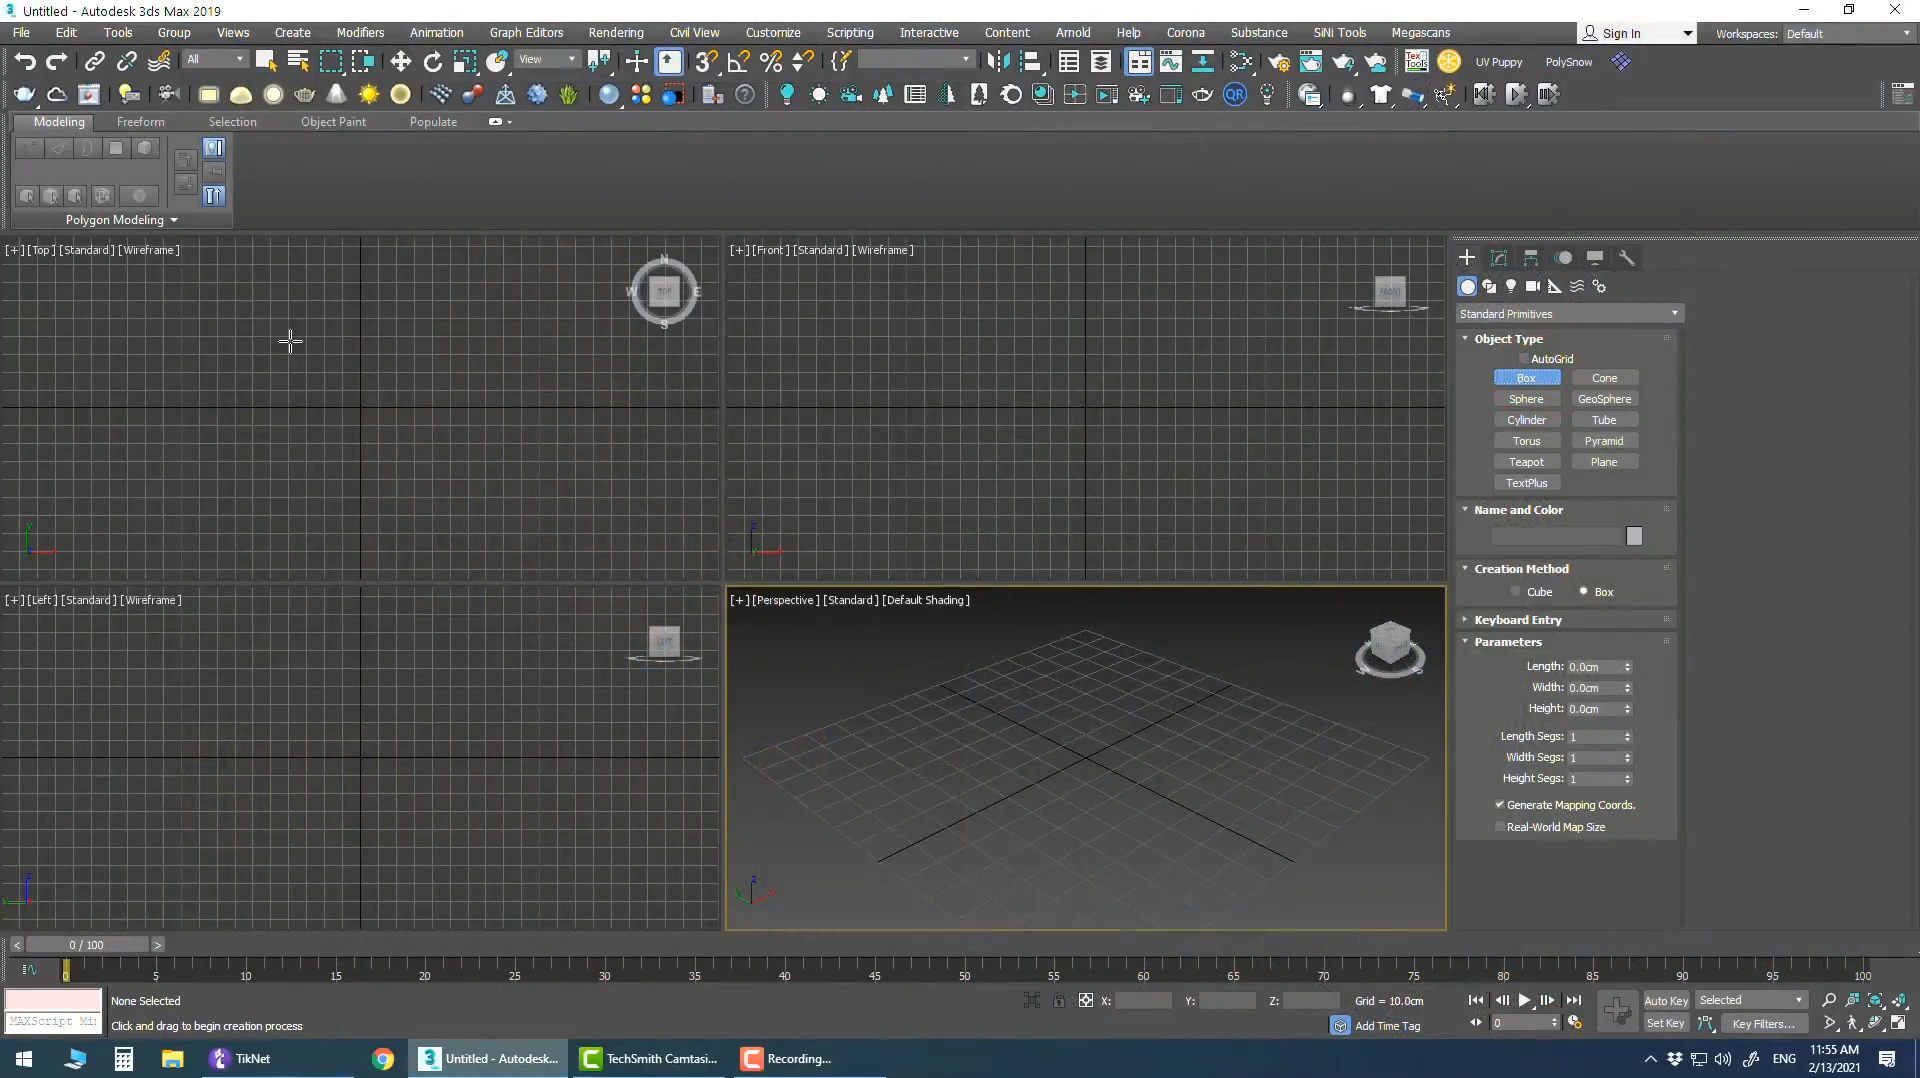 Untitled - Autodesk 3ds Max 2019
File Edit Tools Group Views Create Modifiers Animation Graph Editors Rendering Civil View Customize Scripting Interactive Content Arnold Help Corona Substance SiNi Tools Megascans Sign In Workspaces: Default
All View UV Puppy PolySnow
Modeling Freeform Selection Object Paint Populate
Polygon Modeling
[+] [Top] [Standard] [Wireframe]
[+] [Front] [Standard] [Wireframe]
N
W TOP E
S
FRONT
Standard Primitives
Object Type
AutoGrid
Box Cone
Sphere GeoSphere
Cylinder Tube
Torus Pyramid
Teapot Plane
TextPlus
Name and Color
Creation Method
Cube Box
Keyboard Entry
Parameters
Length: 0.0cm
Width: 0.0cm
Height: 0.0cm
Length Segs: 1
Width Segs: 1
Height Segs: 1
Generate Mapping Coords.
Real-World Map Size
[+] [Left] [Standard] [Wireframe]
LEFT
[+] [Perspective] [Standard] [Default Shading]
< 0 / 100 >
0 5 10 15 20 25 30 35 40 45 50 55 60 65 70 75 80 85 90 95 100
None Selected X: Y: Z: Grid = 10.0cm Auto Key Selected
MAXScript Mi Click and drag to begin creation process Add Time Tag 0 Set Key Key Filters...
TikNet Untitled - Autodesk... TechSmith Camtasi... Recording... ENG 11:55 AM
2/13/2021